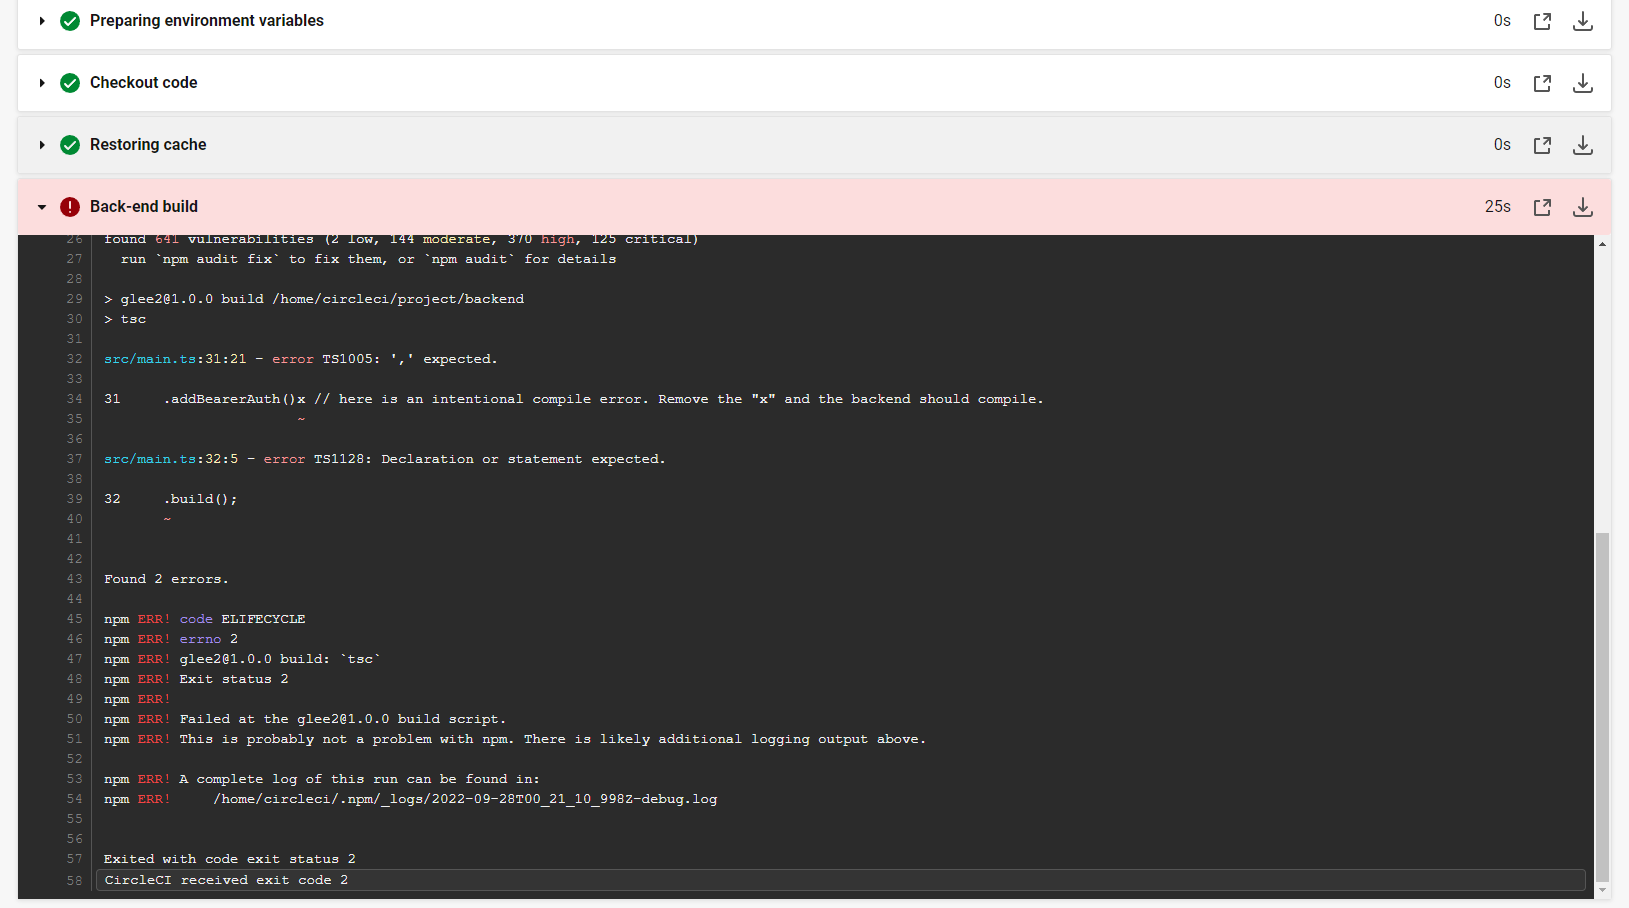 Preparing environment variables 0s
Checkout code 0s
Restoring cache 0s
Back-end build 25s
26 found 641 vulnerabilities (2 low, 144 moderate, 370 high, 125 critical)
27 run `npm audit fix` to fix them, or `npm audit` for details
28
29 > glee2@1.0.0 build /home/circleci/project/backend
30 > tsc
31
32 src/main.ts:31:21 - error TS1005: ',' expected.
33
34 31 .addBearerAuth()x // here is an intentional compile error. Remove the "x" and the backend should compile.
35 ~
36
37 src/main.ts:32:5 - error TS1128: Declaration or statement expected.
38
39 32 .build();
40 ~
41
42
43 Found 2 errors.
44
45 npm ERR! code ELIFECYCLE
46 npm ERR! errno 2
47 npm ERR! glee2@1.0.0 build: `tsc`
48 npm ERR! Exit status 2
49 npm ERR!
50 npm ERR! Failed at the glee2@1.0.0 build script.
51 npm ERR! This is probably not a problem with npm. There is likely additional logging output above.
52
53 npm ERR! A complete log of this run can be found in:
54 npm ERR! /home/circleci/.npm/_logs/2022-09-28T00_21_10_998Z-debug.log
55
56
57 Exited with code exit status 2
58 CircleCI received exit code 2